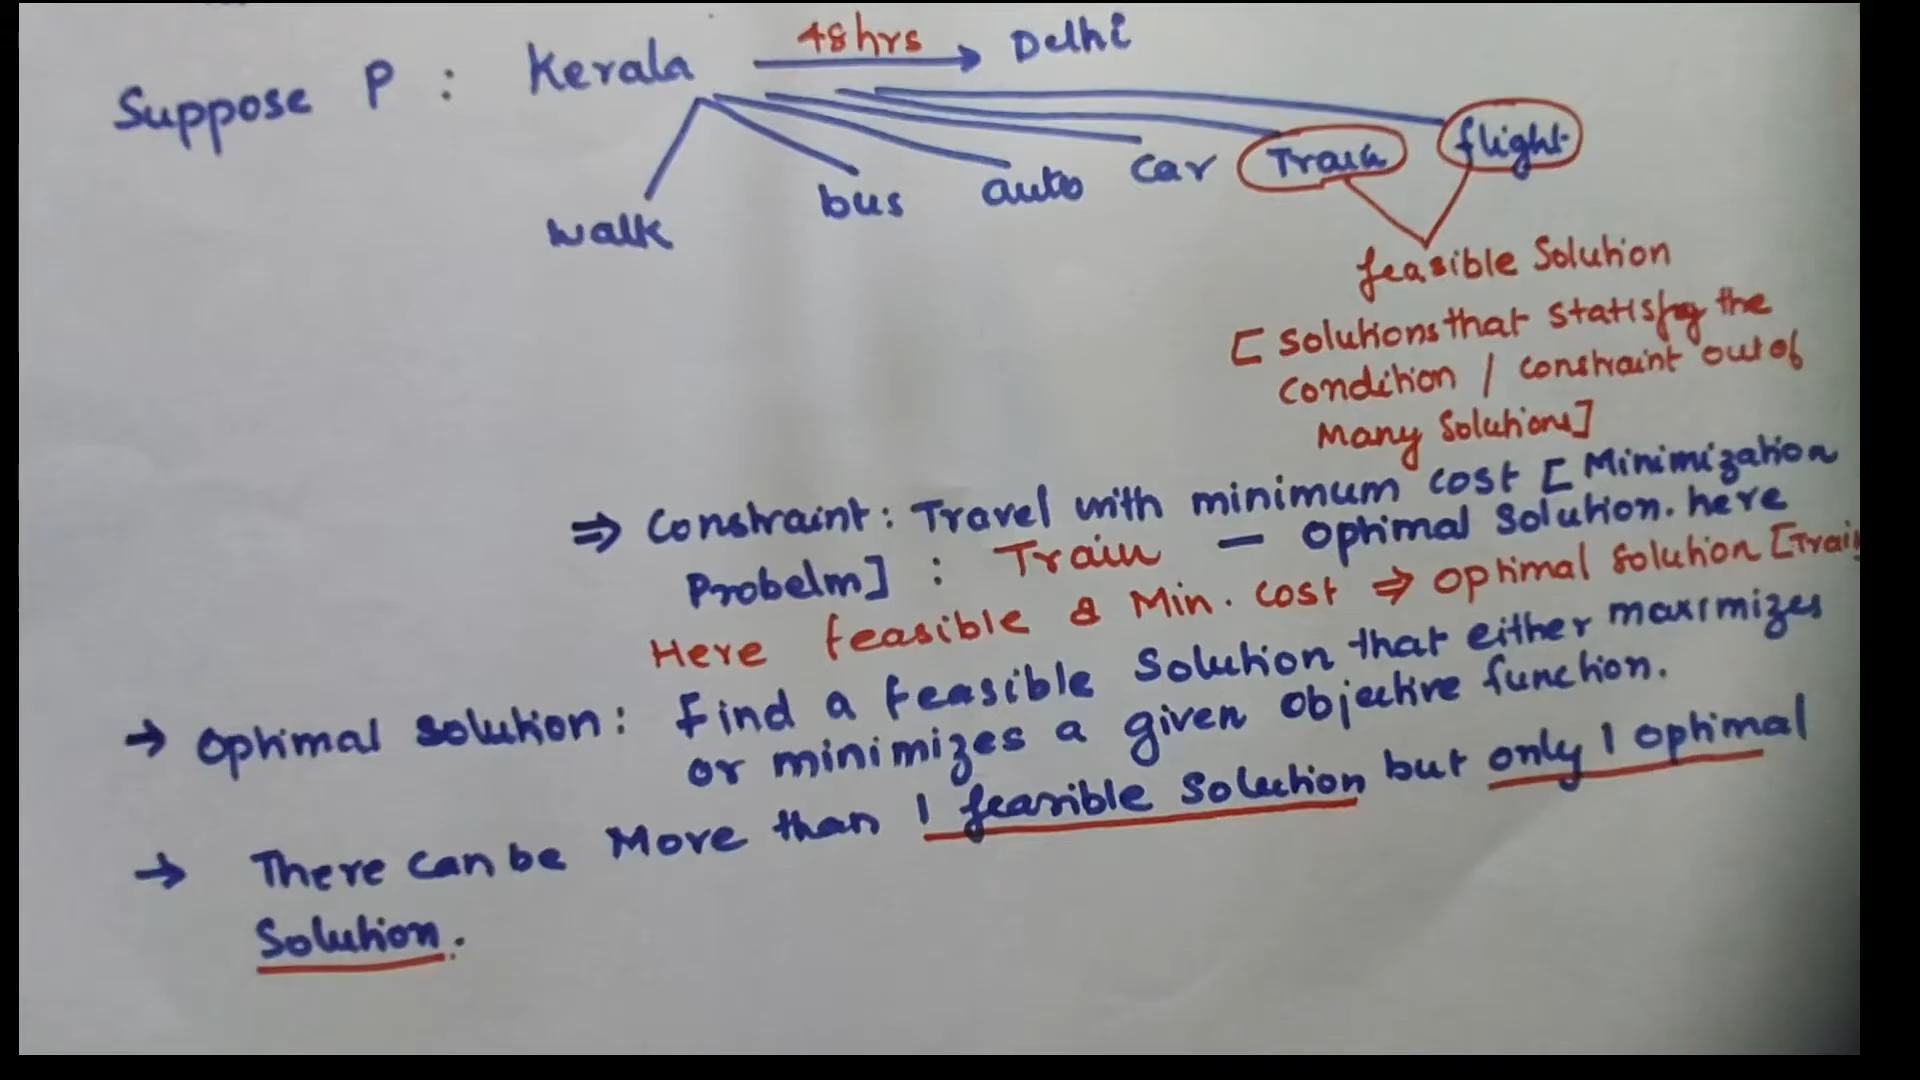 48hrs
Suppose P : Kerala Delhi
walk bus auto car Train flight
feasible Solution
[ Solutions that statisfy the
condition / constraint out of
Many Solutions]
⇒ Constraint: Travel with minimum cost [ Minimization
Probelm] : Train - Optimal Solution. here
Here feasible & Min. cost ⇒ optimal solution [Trai
→ Optimal solution: Find a feasible solution that either maximizes
or minimizes a given objective function.
→ There can be More than 1 feasible solution but only 1 optimal
Solution.